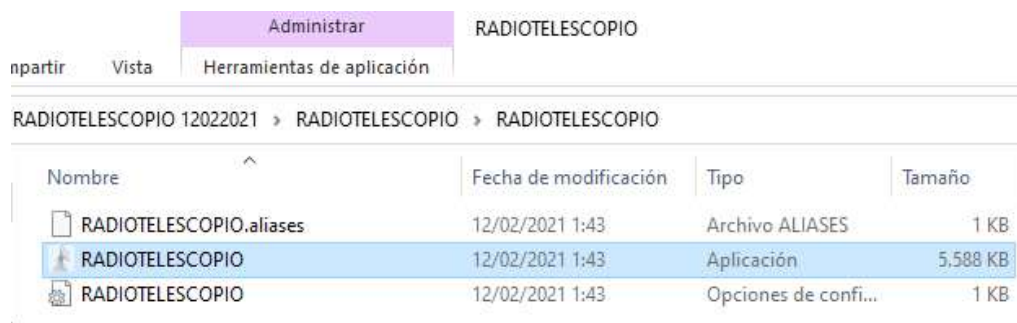 Administrar RADIOTELESCOPIO
mpartir Vista Herramientas de aplicación
RADIOTELESCOPIO 12022021 > RADIOTELESCOPIO > RADIOTELESCOPIO
Nombre Fecha de modificación Tipo Tamaño
RADIOTELESCOPIO.aliases 12/02/2021 1:43 Archivo ALIASES 1 KB
RADIOTELESCOPIO 12/02/2021 1:43 Aplicación 5.588 KB
RADIOTELESCOPIO 12/02/2021 1:43 Opciones de confi... 1 KB